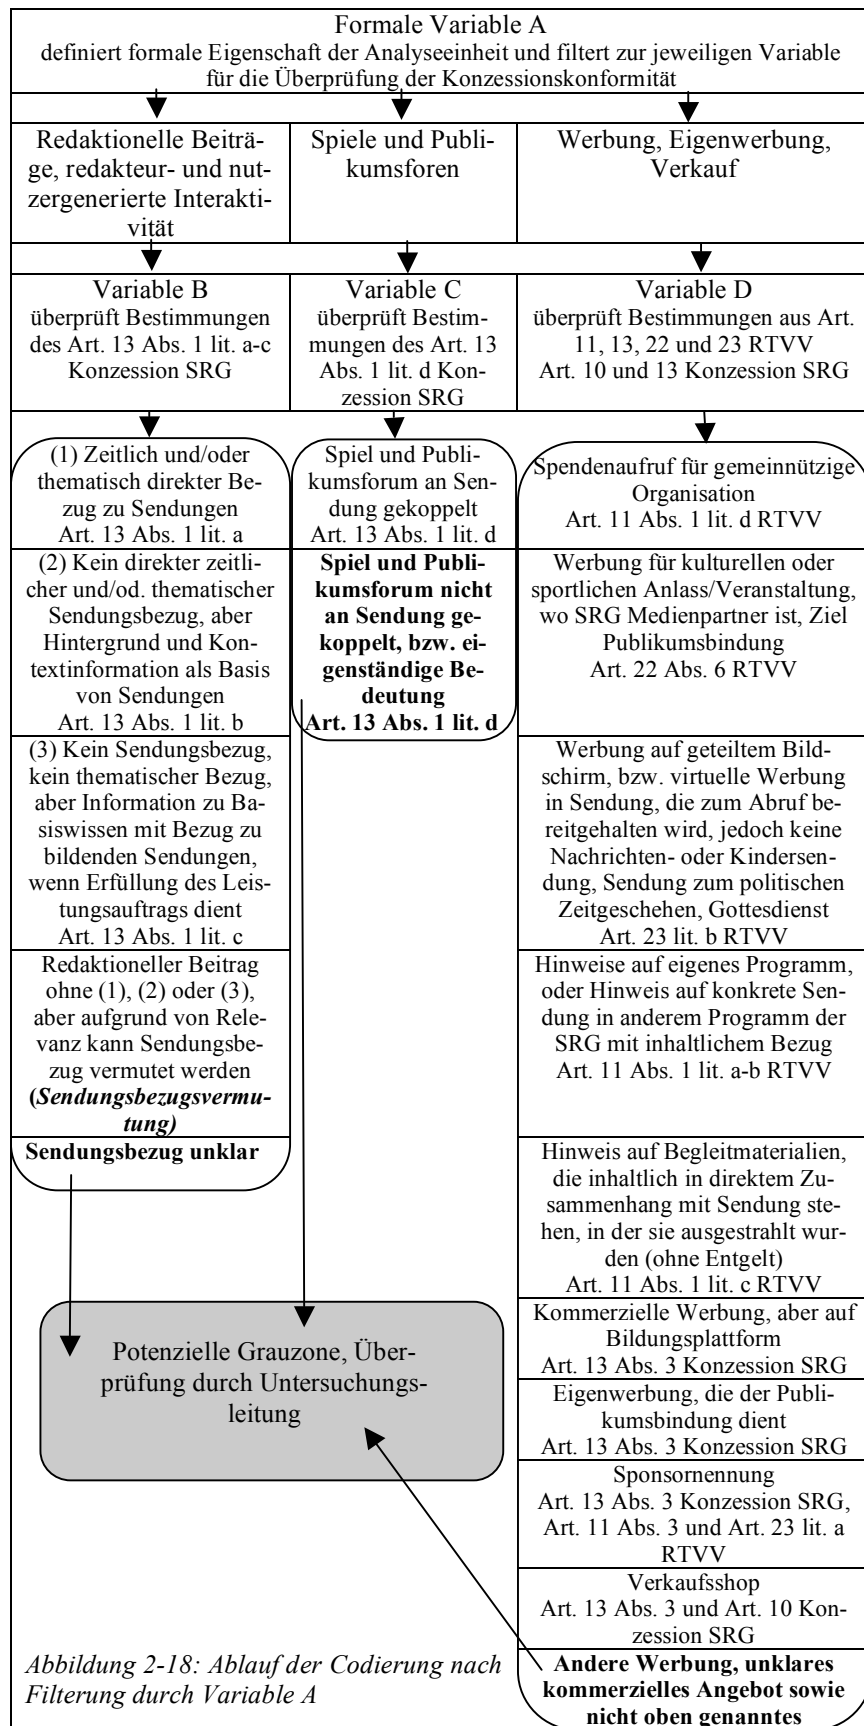 Formale Variable A
definiert formale Eigenschaft der Analyseeinheit und filtert zur jeweiligen Variable
für die Überprüfung der Konzessionskonformität
Redaktionelle Beiträ-
ge, redakteur- und nut-
zergenerierte Interakti-
vität
Spiele und Publi-
kumsforen
Werbung, Eigenwerbung,
Verkauf
Variable B
überprüft Bestimmungen
des Art. 13 Abs. 1 lit. a-c
Konzession SRG
Variable C
überprüft Bestim-
mungen des Art. 13
Abs. 1 lit. d Kon-
zession SRG
Variable D
überprüft Bestimmungen aus Art.
11, 13, 22 und 23 RTVV
Art. 10 und 13 Konzession SRG
(1) Zeitlich und/oder
thematisch direkter Be-
zug zu Sendungen
Art. 13 Abs. 1 lit. a
(2) Kein direkter zeitli-
cher und/od. thematischer
Sendungsbezug, aber
Hintergrund und Kon-
textinformation als Basis
von Sendungen
Art. 13 Abs. 1 lit. b
(3) Kein Sendungsbezug,
kein thematischer Bezug,
aber Information zu Ba-
siswissen mit Bezug zu
bildenden Sendungen,
wenn Erfüllung des Leis-
tungsauftrags dient
Art. 13 Abs. 1 lit. c
Redaktioneller Beitrag
ohne (1), (2) oder (3),
aber aufgrund von Rele-
vanz kann Sendungsbe-
zug vermutet werden
(Sendungsbezugsvermu-
tung)
Sendungsbezug unklar
Spiel und Publi-
kumsforum an Sen-
dung gekoppelt
Art. 13 Abs. 1 lit. d
Spiel und Publi-
kumsforum nicht
an Sendung ge-
koppelt, bzw. ei-
genständige Be-
deutung
Art. 13 Abs. 1 lit. d
Spendenaufruf für gemeinnützige
Organisation
Art. 11 Abs. 1 lit. d RTVV
Werbung für kulturellen oder
sportlichen Anlass/Veranstaltung,
wo SRG Medienpartner ist, Ziel
Publikumsbindung
Art. 22 Abs. 6 RTVV
Werbung auf geteiltem Bild-
schirm, bzw. virtuelle Werbung
in Sendung, die zum Abruf be-
reitgehalten wird, jedoch keine
Nachrichten- oder Kindersen-
dung, Sendung zum politischen
Zeitgeschehen, Gottesdienst
Art. 23 lit. b RTVV
Hinweise auf eigenes Programm,
oder Hinweis auf konkrete Sen-
dung in anderem Programm der
SRG mit inhaltlichem Bezug
Art. 11 Abs. 1 lit. a-b RTVV
Hinweis auf Begleitmaterialien,
die inhaltlich in direktem Zu-
sammenhang mit Sendung ste-
hen, in der sie ausgestrahlt wur-
den (ohne Entgelt)
Art. 11 Abs. 1 lit. c RTVV
Kommerzielle Werbung, aber auf
Bildungsplattform
Art. 13 Abs. 3 Konzession SRG
Eigenwerbung, die der Publi-
kumsbindung dient
Art. 13 Abs. 3 Konzession SRG
Sponsornennung
Art. 13 Abs. 3 Konzession SRG,
Art. 11 Abs. 3 und Art. 23 lit. a
RTVV
Verkaufsshop
Art. 13 Abs. 3 und Art. 10 Kon-
zession SRG
Andere Werbung, unklares
kommerzielles Angebot sowie
nicht oben genanntes
Potenzielle Grauzone, Über-
prüfung durch Untersuchungs-
leitung
Abbildung 2-18: Ablauf der Codierung nach
Filterung durch Variable A